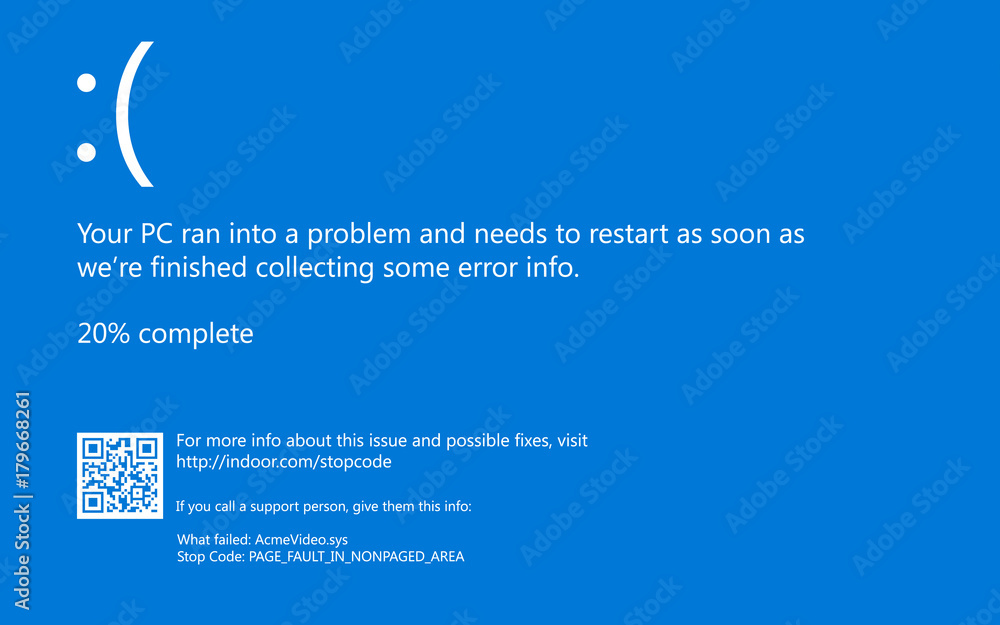 :(
Your PC ran into a problem and needs to restart as soon as
we're finished collecting some error info.
20% complete
For more info about this issue and possible fixes, visit
http://indoor.com/stopcode
If you call a support person, give them this info:
What failed: AcmeVideo.sys
Stop Code: PAGE_FAULT_IN_NONPAGED_AREA
Adobe Stock | #179668261
Adobe Stock